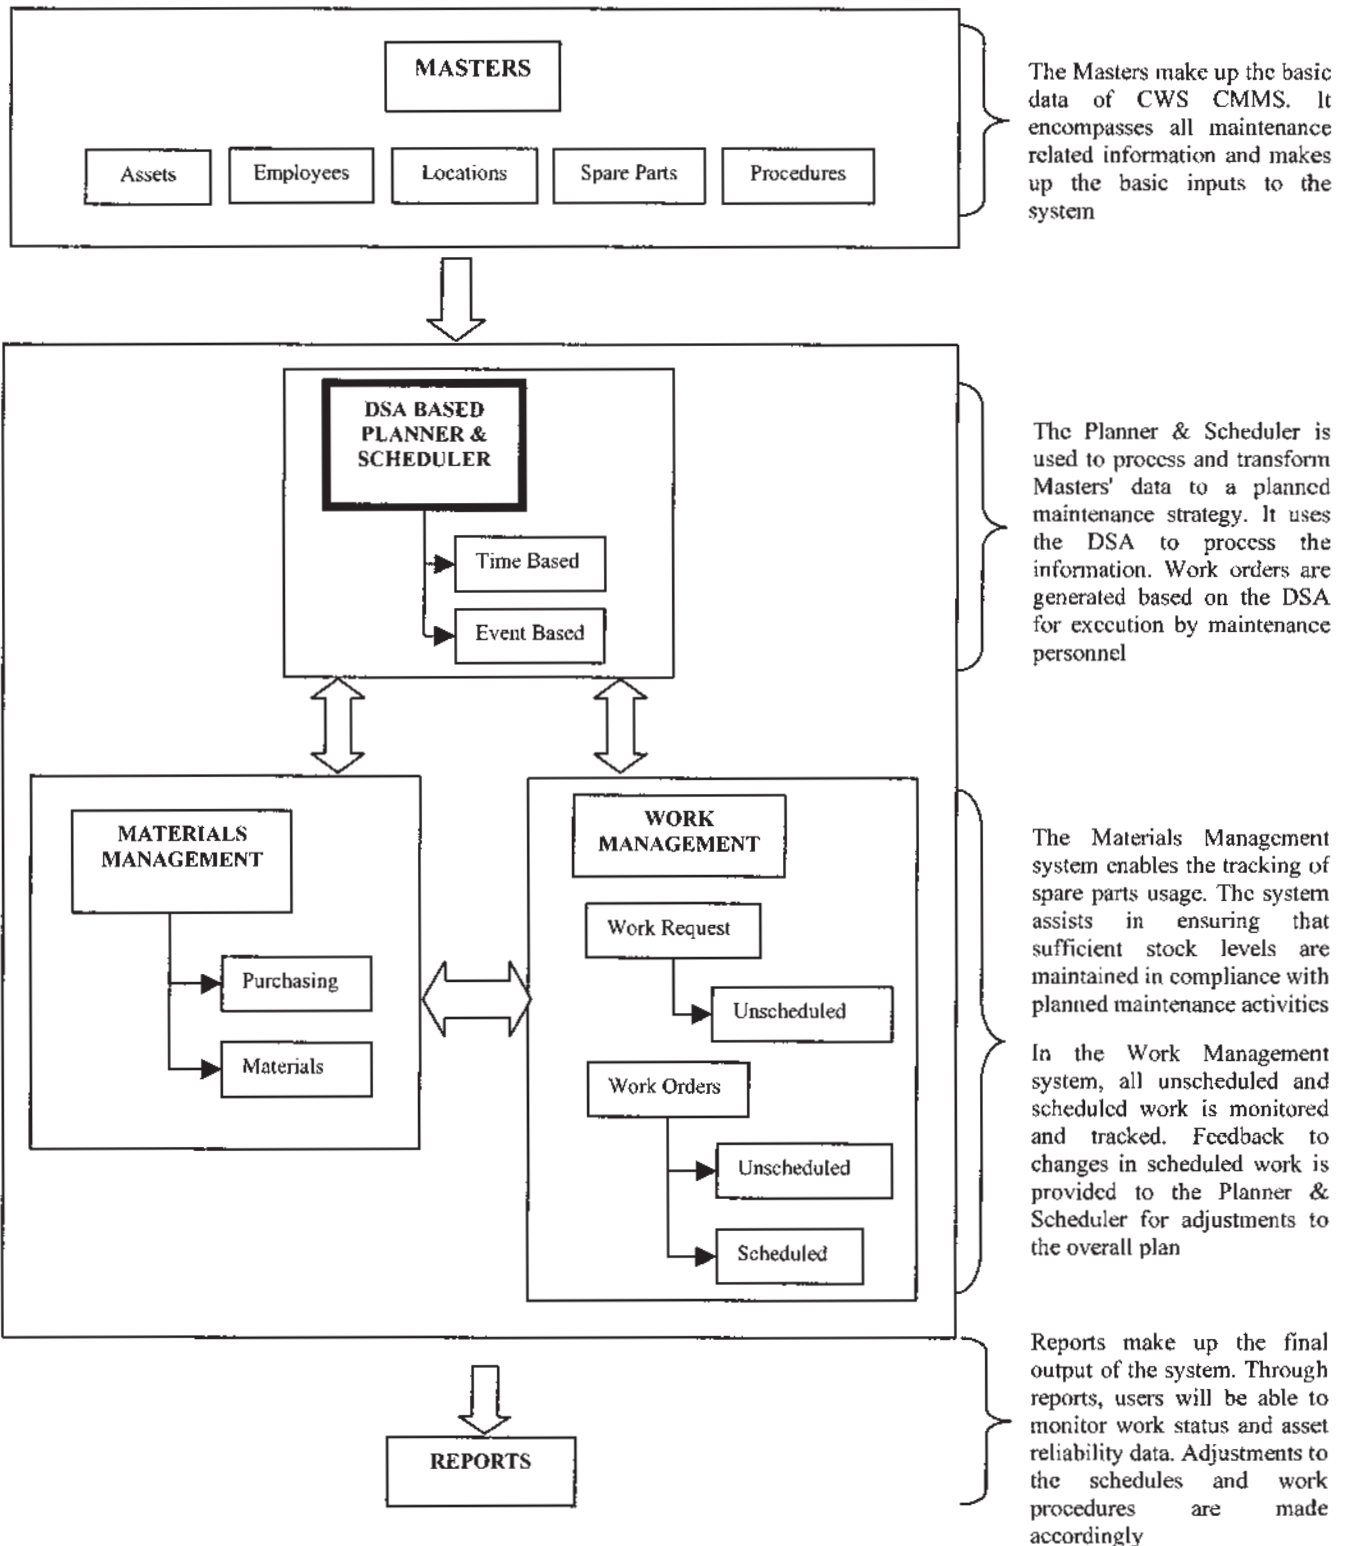 MASTERS
Assets
Employees
Locations
Spare Parts
Procedures
The Masters make up the basic
data of CWS CMMS. It
encompasses all maintenance
related information and makes
up the basic inputs to the
system
DSA BASED
PLANNER &
SCHEDULER
Time Based
Event Based
The Planner & Scheduler is
used to process and transform
Masters' data to a planned
maintenance strategy. It uses
the DSA to process the
information. Work orders are
generated based on the DSA
for execution by maintenance
personnel
MATERIALS
MANAGEMENT
Purchasing
Materials
WORK
MANAGEMENT
Work Request
Unscheduled
Work Orders
Unscheduled
Scheduled
The Materials Management
system enables the tracking of
spare parts usage. The system
assists in ensuring that
sufficient stock levels are
maintained in compliance with
planned maintenance activities
In the Work Management
system, all unscheduled and
scheduled work is monitored
and tracked. Feedback to
changes in scheduled work is
provided to the Planner &
Scheduler for adjustments to
the overall plan
REPORTS
Reports make up the final
output of the system. Through
reports, users will be able to
monitor work status and asset
reliability data. Adjustments to
the schedules and work
procedures are made
accordingly